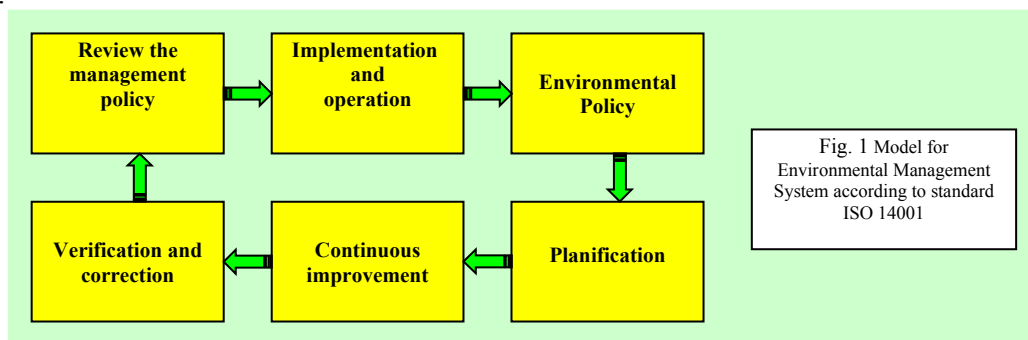 Review the
management
policy
Implementation
and
operation
Environmental
Policy
Fig. 1 Model for
Environmental Management
System according to standard
ISO 14001
Verification and
correction
Continuous
improvement
Planification